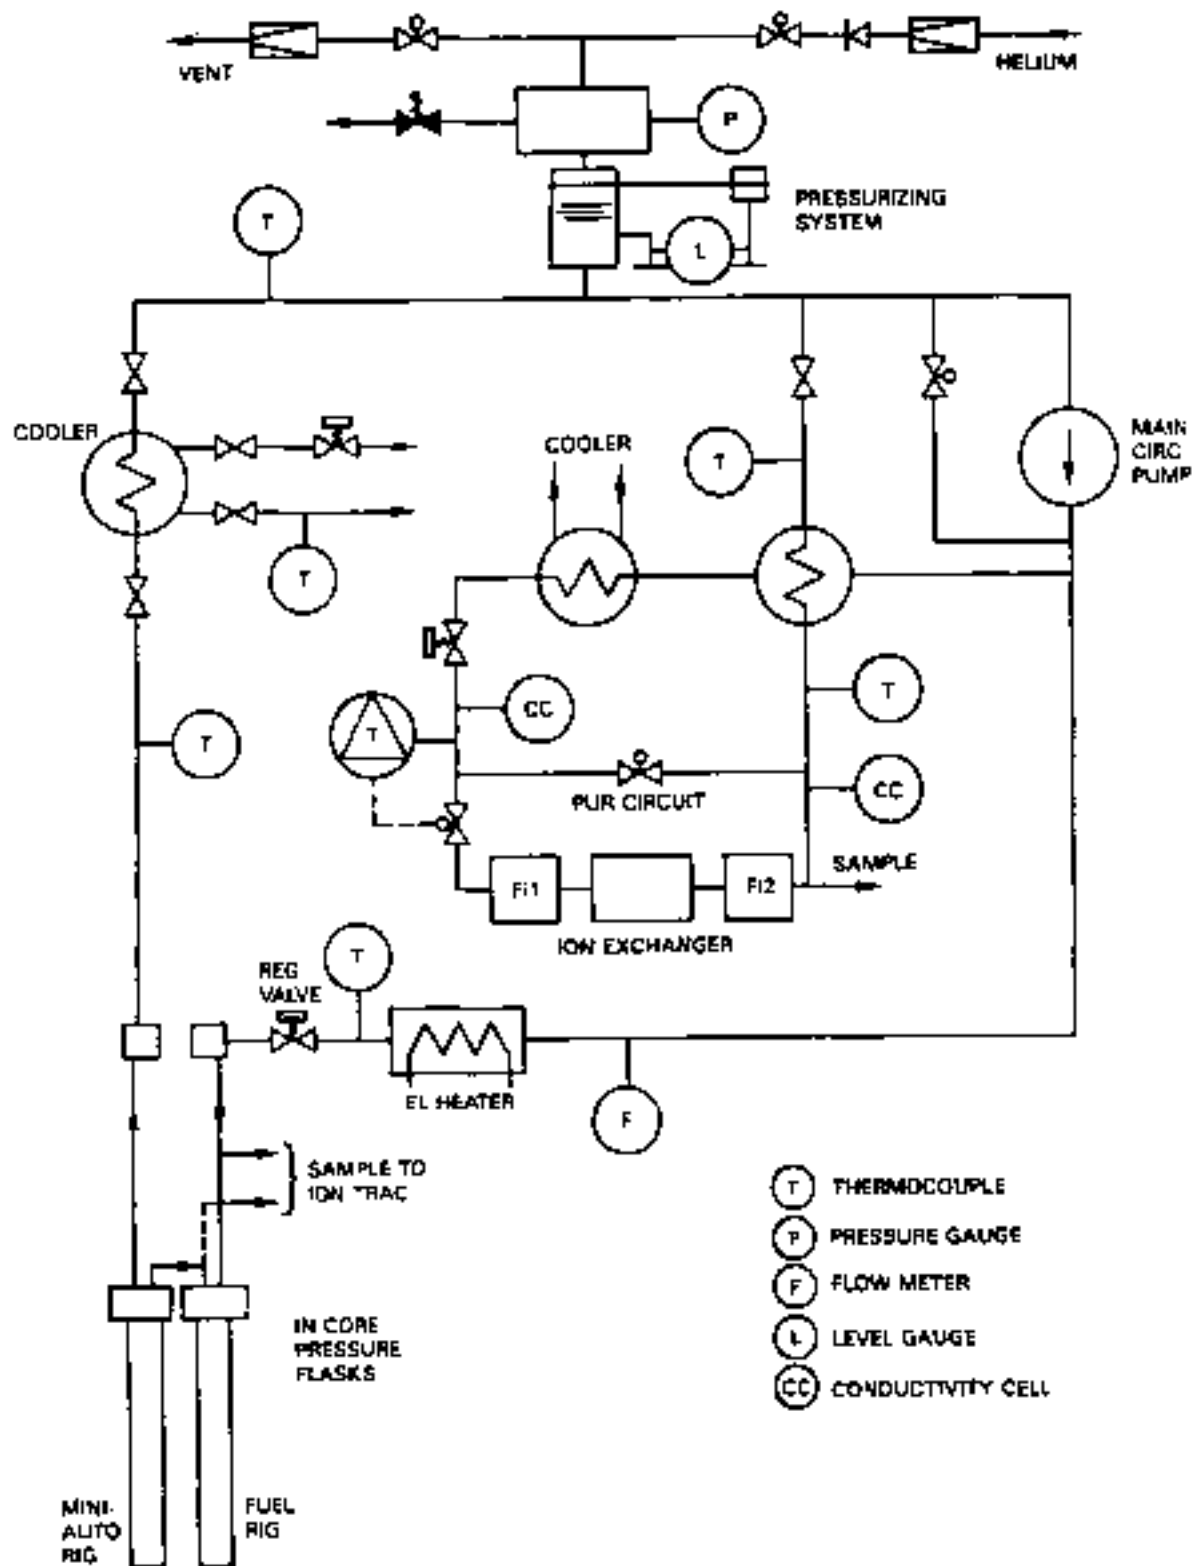 VENT
HELIUM
P
PRESSURIZING
SYSTEM
T
L
COOLER
COOLER
T
MAIN
CIRC
PUMP
T
T
CC
T
T
T
CC
PUR CIRCUIT
SAMPLE
Fi1
Fi2
ION EXCHANGER
T
REG
VALVE
EL HEATER
F
SAMPLE TO
ION TRAC
T THERMOCOUPLE
P PRESSURE GAUGE
F FLOW METER
L LEVEL GAUGE
CC CONDUCTIVITY CELL
IN CORE
PRESSURE
FLASKS
MINI-
AUTO
RIG
FUEL
RIG